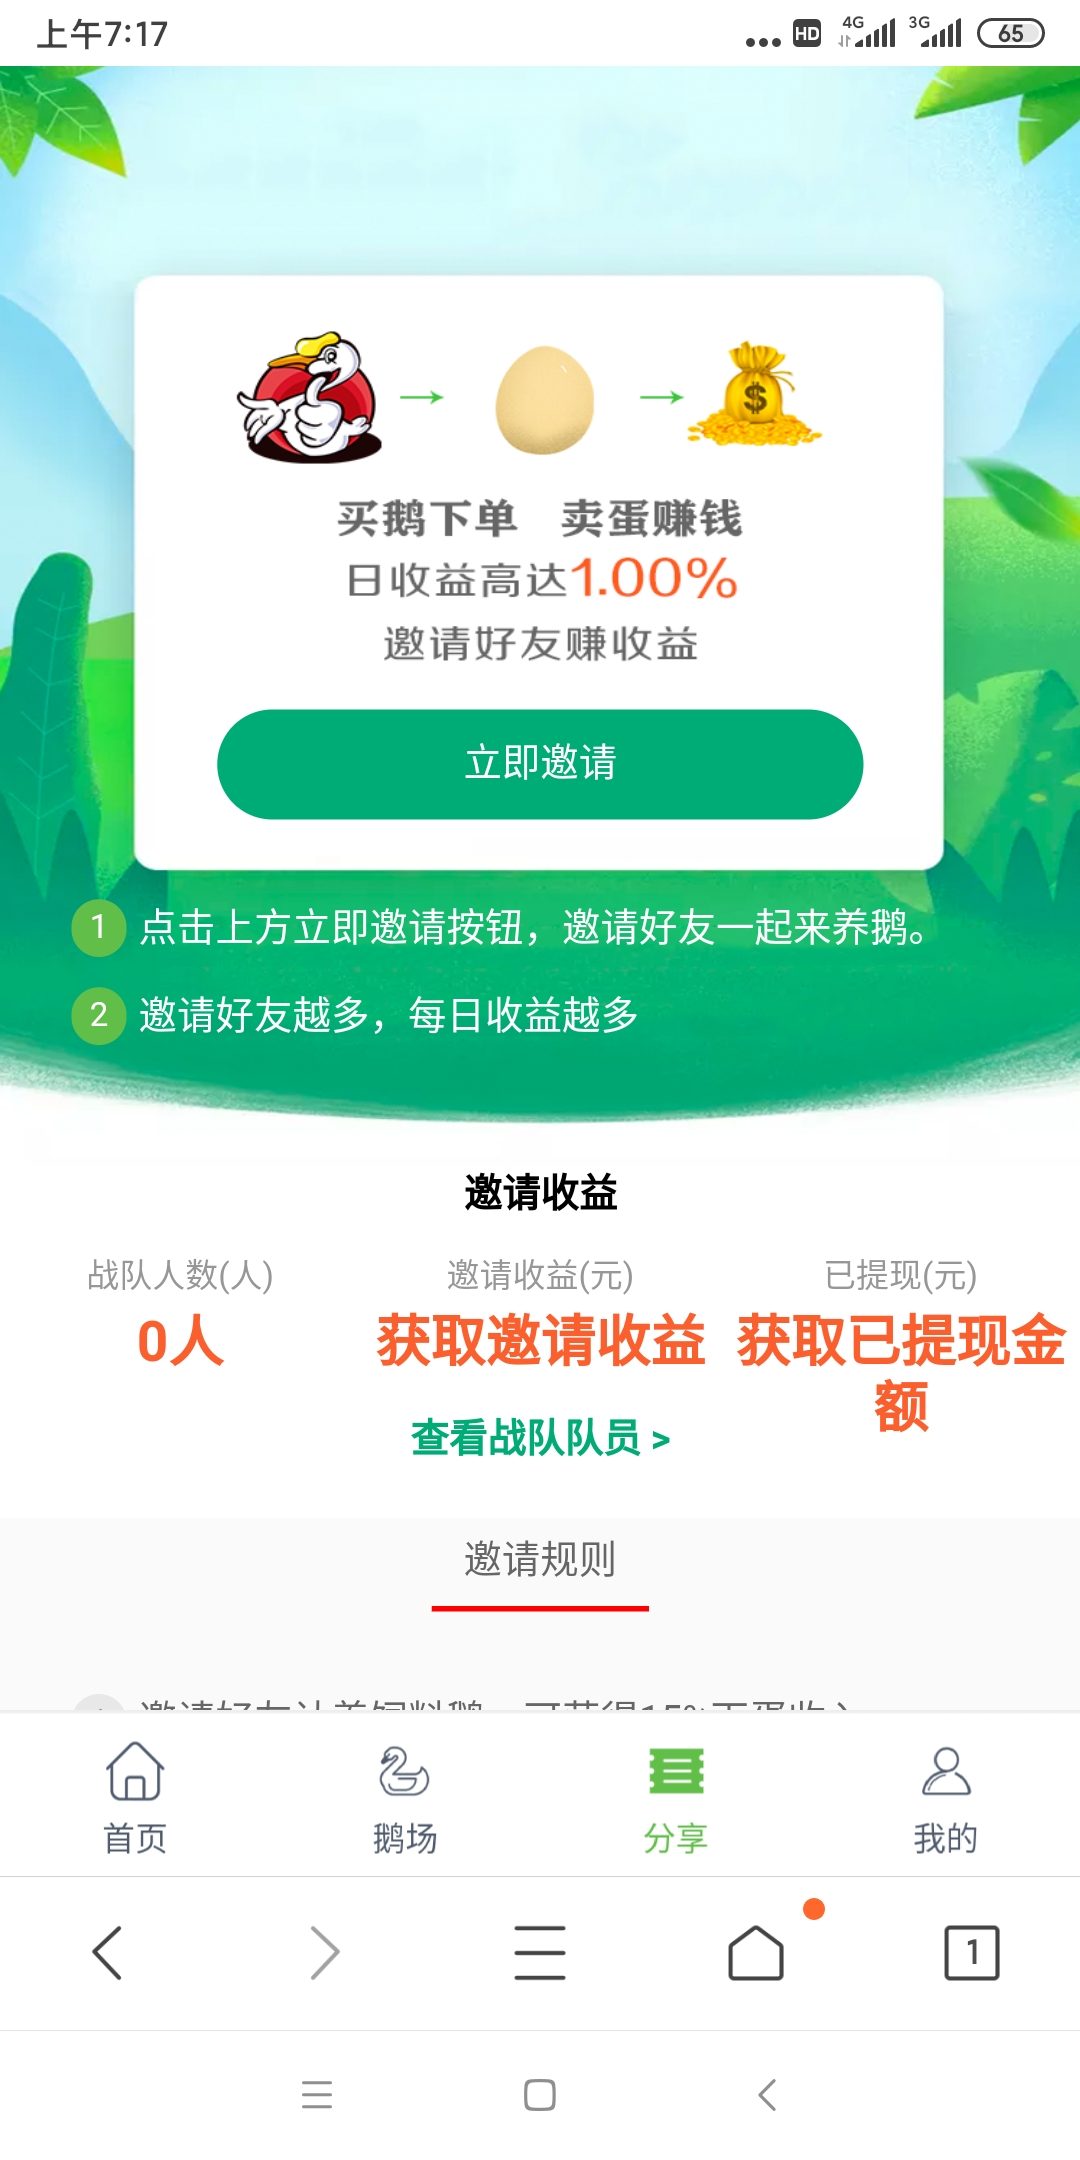 上午7:17
HD
4G
3G
65
买鹅下单 卖蛋赚钱
日收益高达1.00%
邀请好友赚收益
立即邀请
1 点击上方立即邀请按钮，邀请好友一起来养鹅。
2 邀请好友越多，每日收益越多
邀请收益
战队人数(人) 邀请收益(元) 已提现(元)
0人 获取邀请收益 获取已提现金
额
查看战队队员 >
邀请规则
首页 鹅场 分享 我的
1